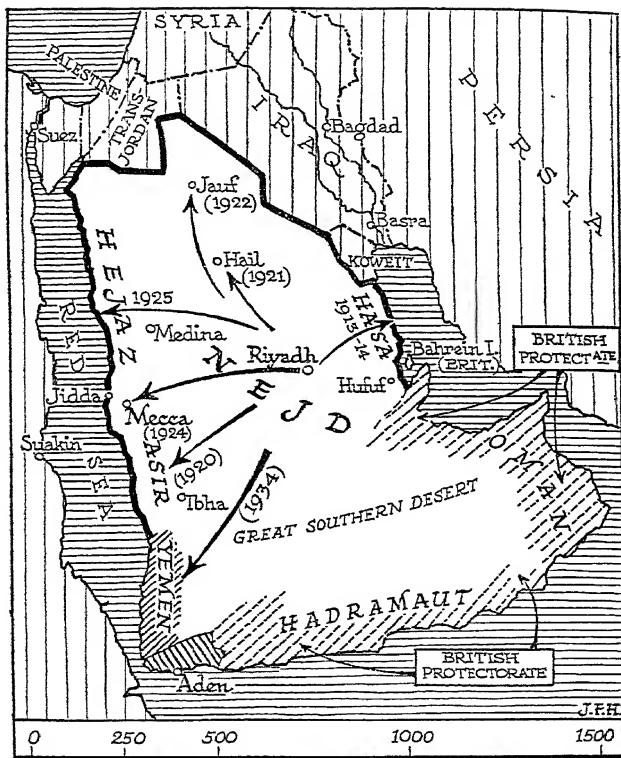 SYRIA
PALESTINE
TRANS
JORDAN
IRAQ
PERSIA
Suez
Bagdad
Jauf
(1922)
Basra
KOWEIT
Hail
(1921)
HEJAZ
1925
Medina
HASA
1913-14
NEJD
Riyadh
Bahrein I.
(BRIT.)
BRITISH
PROTECTATE
Hufuf
RED SEA
Jidda
Mecca
(1924)
Suakin
ASIR
(1920)
Ibha
(1934)
OMAN
GREAT SOUTHERN DESERT
YEMEN
HADRAMAUT
BRITISH
PROTECTORATE
Aden
J.F.H.
0 250 500 1000 1500